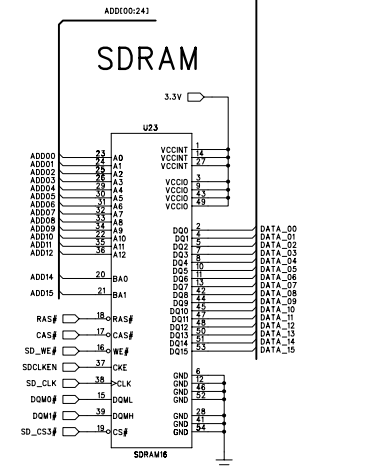 ADD[00:24]
SDRAM
3.3V
U23
VCCINT 1
VCCINT 14
VCCINT 27
VCCIO 3
VCCIO 9
VCCIO 43
VCCIO 49
ADD00 23 A0
ADD01 24 A1
ADD02 25 A2
ADD03 26 A3
ADD04 29 A4
ADD05 30 A5
ADD06 31 A6
ADD07 32 A7
ADD08 33 A8
ADD09 34 A9
ADD10 22 A10
ADD11 35 A11
ADD12 36 A12
ADD14 20 BA0
ADD15 21 BA1
RAS# 18 RAS#
CAS# 17 CAS#
SD_WE# 16 WE#
SDCLKEN 37 CKE
SD_CLK 38 CLK
DQM0# 15 DQML
DQM1# 39 DQMH
SD_CS3# 19 CS#
DQ0 2 DATA_00
DQ1 4 DATA_01
DQ2 5 DATA_02
DQ3 7 DATA_03
DQ4 8 DATA_04
DQ5 10 DATA_05
DQ6 11 DATA_06
DQ7 13 DATA_07
DQ8 42 DATA_08
DQ9 44 DATA_09
DQ10 45 DATA_10
DQ11 47 DATA_11
DQ12 48 DATA_12
DQ13 50 DATA_13
DQ14 51 DATA_14
DQ15 53 DATA_15
GND 6
GND 12
GND 46
GND 52
GND 28
GND 41
GND 54
SDRAM16